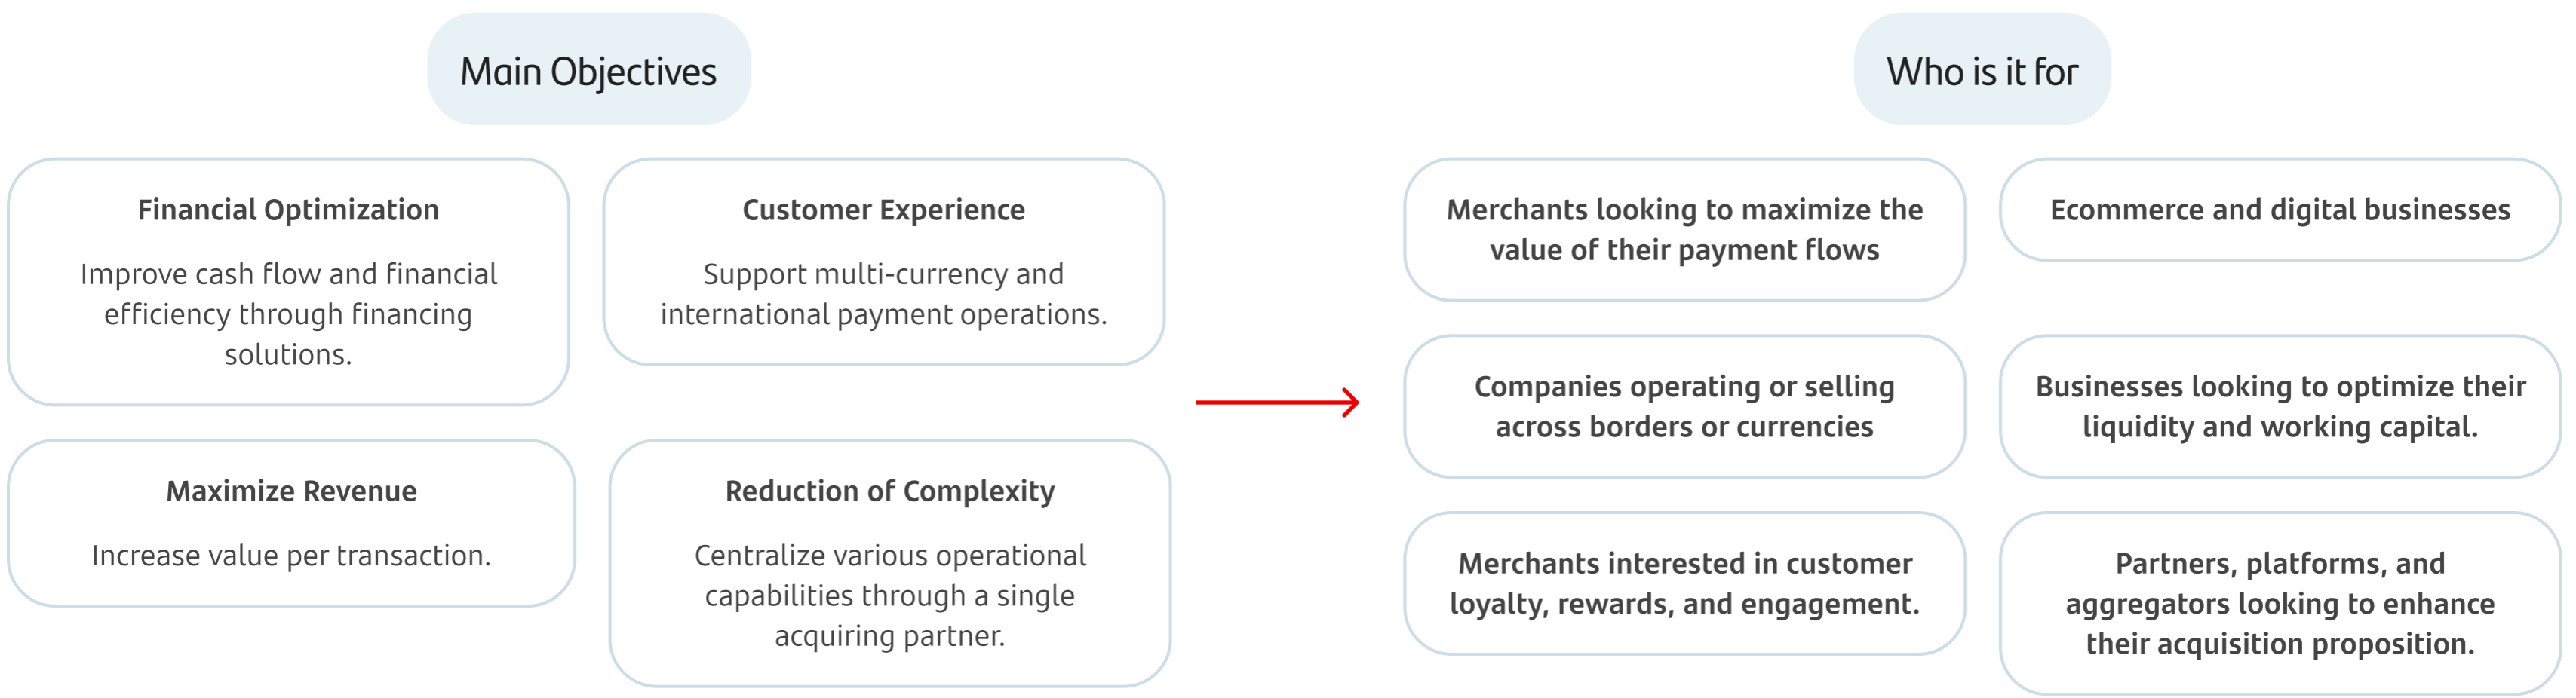 Main Objectives
Financial Optimization
Improve cash flow and financial
efficiency through financing
solutions.
Customer Experience
Support multi-currency and
international payment operations.
Maximize Revenue
Increase value per transaction.
Reduction of Complexity
Centralize various operational
capabilities through a single
acquiring partner.
Who is it for
Merchants looking to maximize the
value of their payment flows
Ecommerce and digital businesses
Companies operating or selling
across borders or currencies
Businesses looking to optimize their
liquidity and working capital.
Merchants interested in customer
loyalty, rewards, and engagement.
Partners, platforms, and
aggregators looking to enhance
their acquisition proposition.